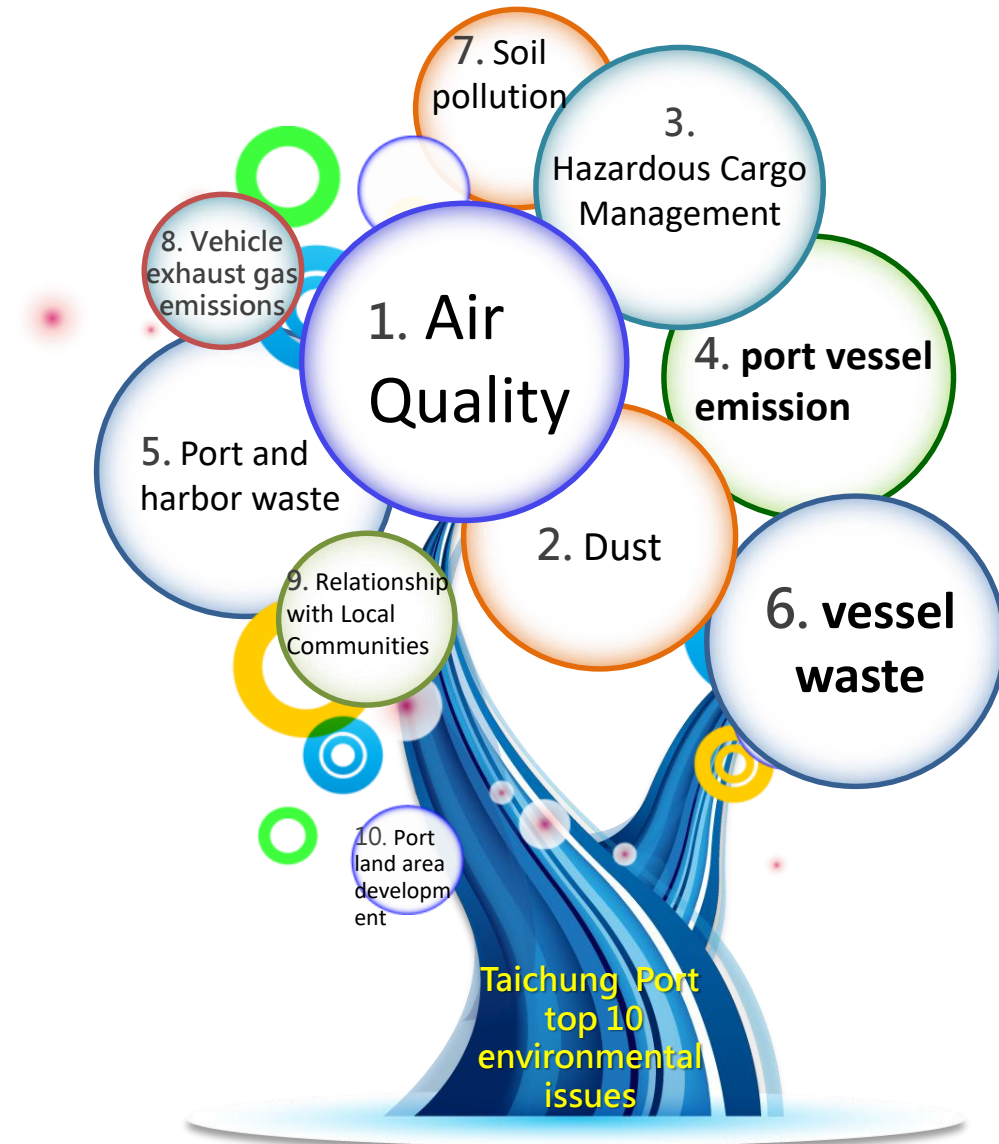 7. Soil
pollution
3.
Hazardous Cargo
Management
8. Vehicle
exhaust gas
emissions
1. Air
Quality
4. port vessel
emission
5. Port and
harbor waste
2. Dust
9. Relationship
with Local
Communities
6. vessel
waste
10. Port
land area
developm
ent
Taichung Port
top 10
environmental
issues